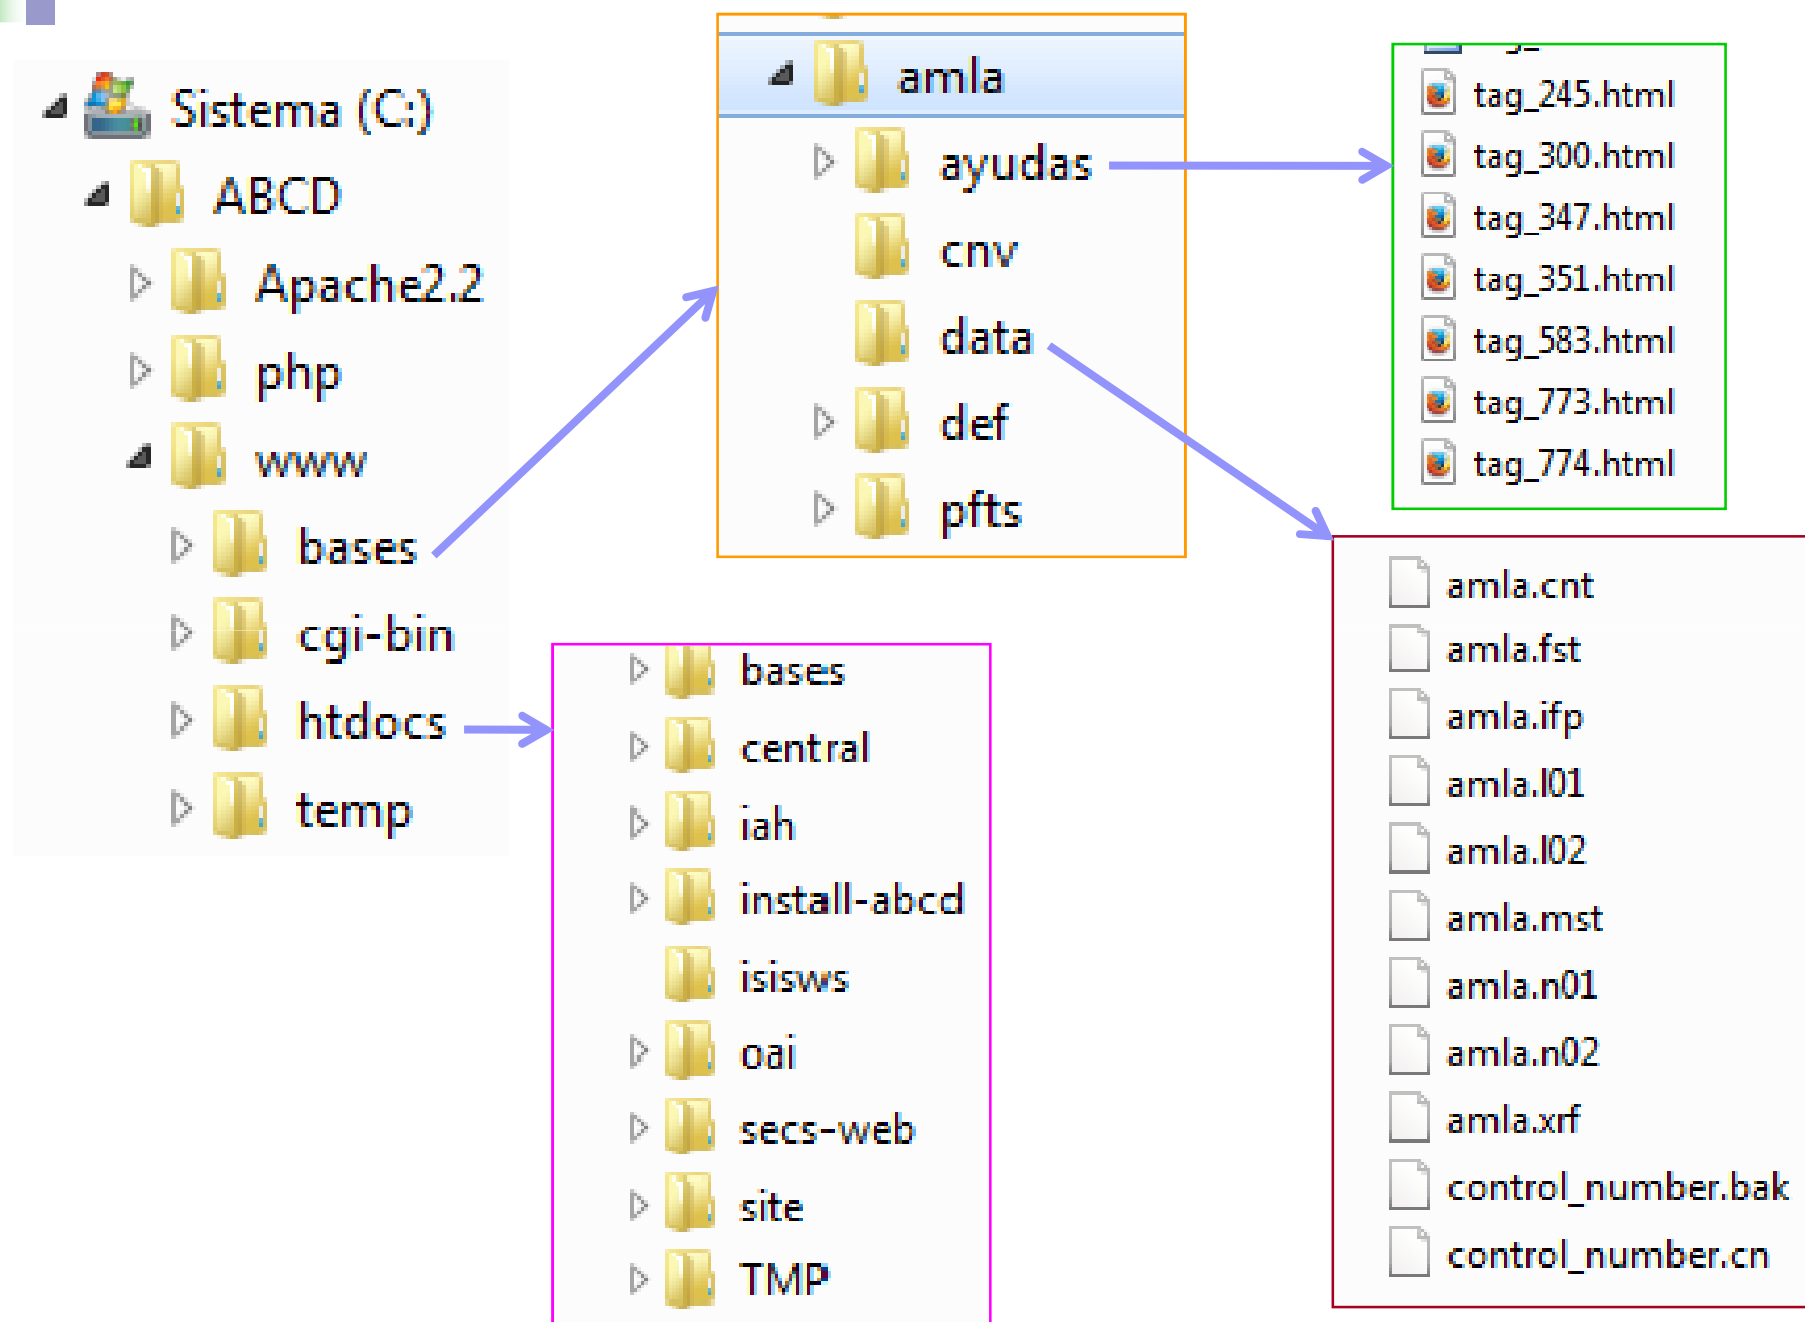 Sistema (C:)
ABCD
Apache2.2
php
www
bases
cgi-bin
htdocs
temp
amla
ayudas
cnv
data
def
pfts
tag_245.html
tag_300.html
tag_347.html
tag_351.html
tag_583.html
tag_773.html
tag_774.html
bases
central
iah
install-abcd
isisws
oai
secs-web
site
TMP
amla.cnt
amla.fst
amla.ifp
amla.l01
amla.l02
amla.mst
amla.n01
amla.n02
amla.xrf
control_number.bak
control_number.cn